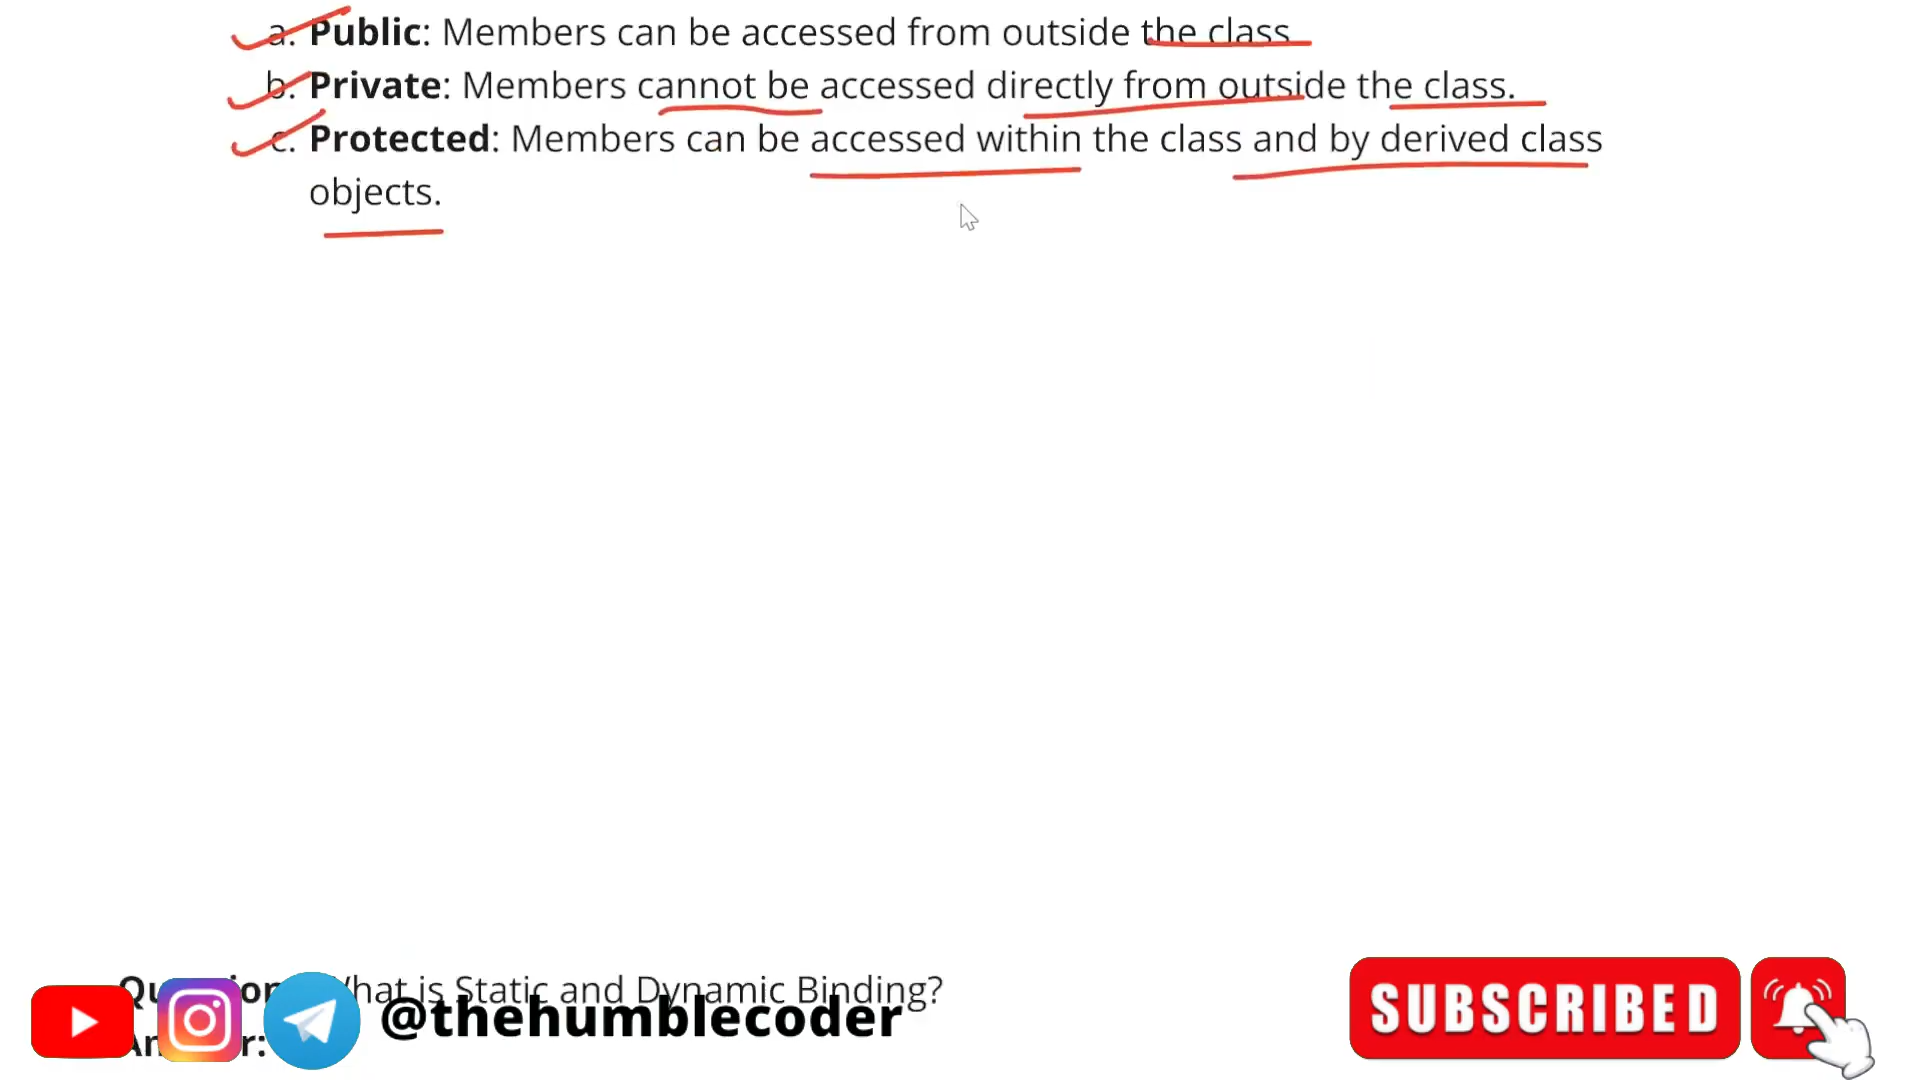 a. Public: Members can be accessed from outside the class
b. Private: Members cannot be accessed directly from outside the class.
c. Protected: Members can be accessed within the class and by derived class
objects.
What is Static and Dynamic Binding?
@thehumblecoder
SUBSCRIBED